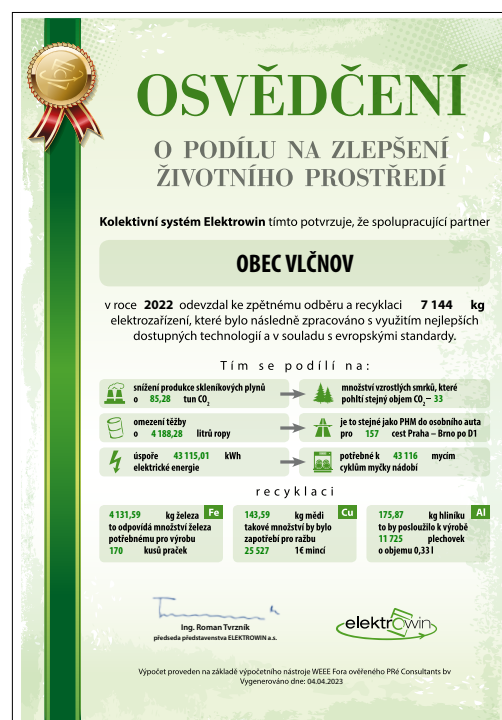 OSVĚDČENÍ
O PODÍLU NA ZLEPŠENÍ
ŽIVOTNÍHO PROSTŘEDÍ
Kolektivní systém Elektrowin tímto potvrzuje, že spolupracující partner
OBEC VLČNOV
v roce 2022 odevzdal ke zpětnému odběru a recyklaci 7 144 kg
elektrozařízení, které bylo následně zpracováno s využitím nejlepších
dostupných technologií a v souladu s evropskými standardy.
Tím se podílí na:
snížení produkce skleníkových plynů
o 85,28 tun CO₂
množství vzrostlých smrků, které
pohltí stejný objem CO₂ – 33
omezení těžby
o 4 188,28 litrů ropy
je to stejné jako PHM do osobního auta
pro 157 cest Praha – Brno po D1
úspoře 43 115,01 kWh
elektrické energie
potřebné k 43 116 mycím
cyklům myčky nádobí
recyklaci
4 131,59 kg železa Fe
to odpovídá množství železa
potřebnému pro výrobu
170 kusů praček
143,59 kg mědi Cu
takové množství by bylo
zapotřebí pro ražbu
25 527 1€ mincí
175,87 kg hliníku Al
to by posloužilo k výrobě
11 725 plechovek
o objemu 0,33 l
Ing. Roman Tvrzník
předseda představenstva ELEKTROWIN a.s.
elektrowin
Výpočet proveden na základě výpočetního nástroje WEEE Fora ověřeného PRé Consultants bv
Vygenerováno dne: 04.04.2023